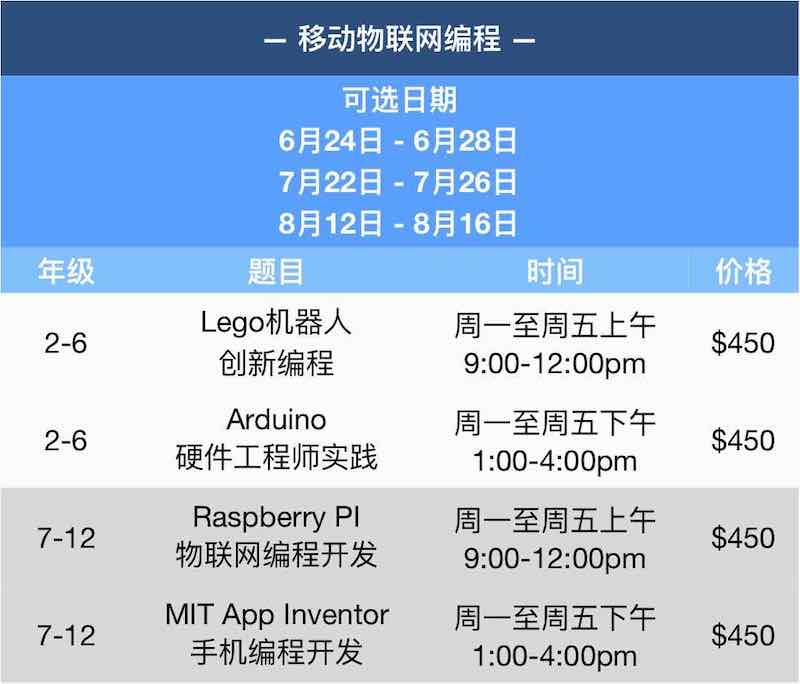 — 移动物联网编程 —
可选日期
6月24日 - 6月28日
7月22日 - 7月26日
8月12日 - 8月16日
年级 题目 时间 价格
2-6 Lego机器人 创新编程 周一至周五上午 9:00-12:00pm $450
2-6 Arduino 硬件工程师实践 周一至周五下午 1:00-4:00pm $450
7-12 Raspberry PI 物联网编程开发 周一至周五上午 9:00-12:00pm $450
7-12 MIT App Inventor 手机编程开发 周一至周五下午 1:00-4:00pm $450